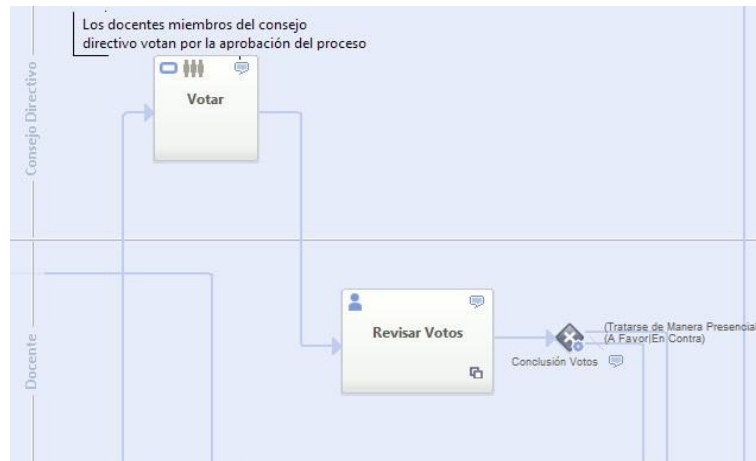 Los docentes miembros del consejo
directivo votan por la aprobación del proceso
Consejo Directivo
Votar
Docente
Revisar Votos
(Tratarse de Manera Presencial
(A Favor|En Contra)
Conclusión Votos